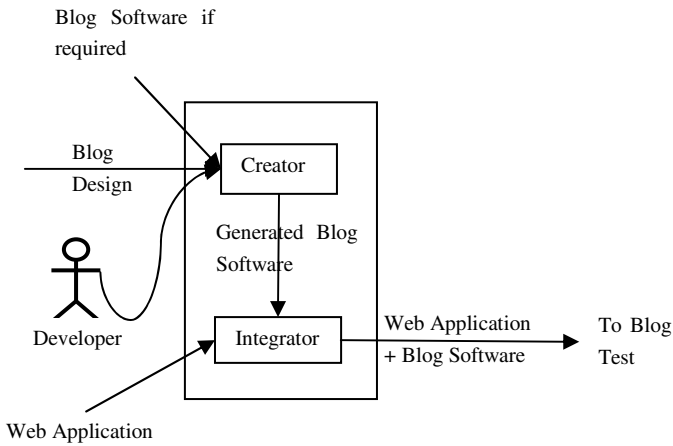 Blog Software if
required
Blog
Design
Creator
Generated Blog
Software
Developer
Integrator
Web Application
+ Blog Software
To Blog
Test
Web Application